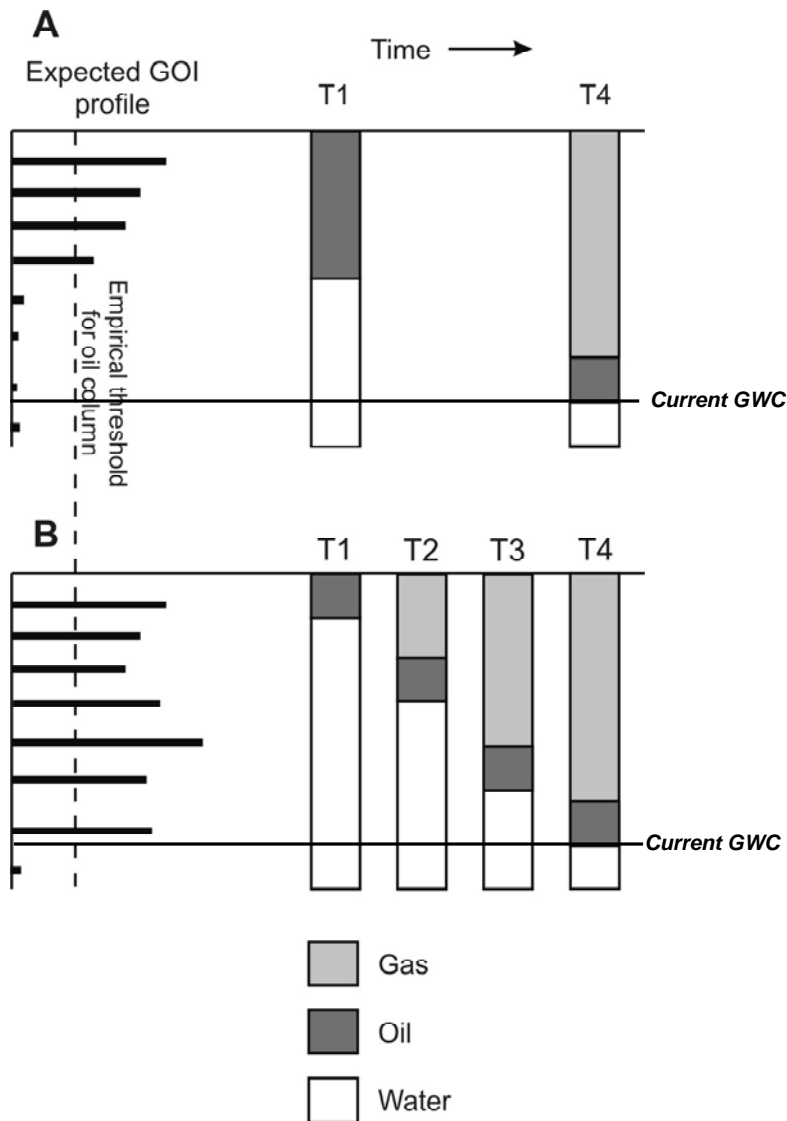 A
Time
Expected GOI
profile
T1
T4
Empirical threshold
for oil column
Current GWC
B
T1
T2
T3
T4
Current GWC
Gas
Oil
Water